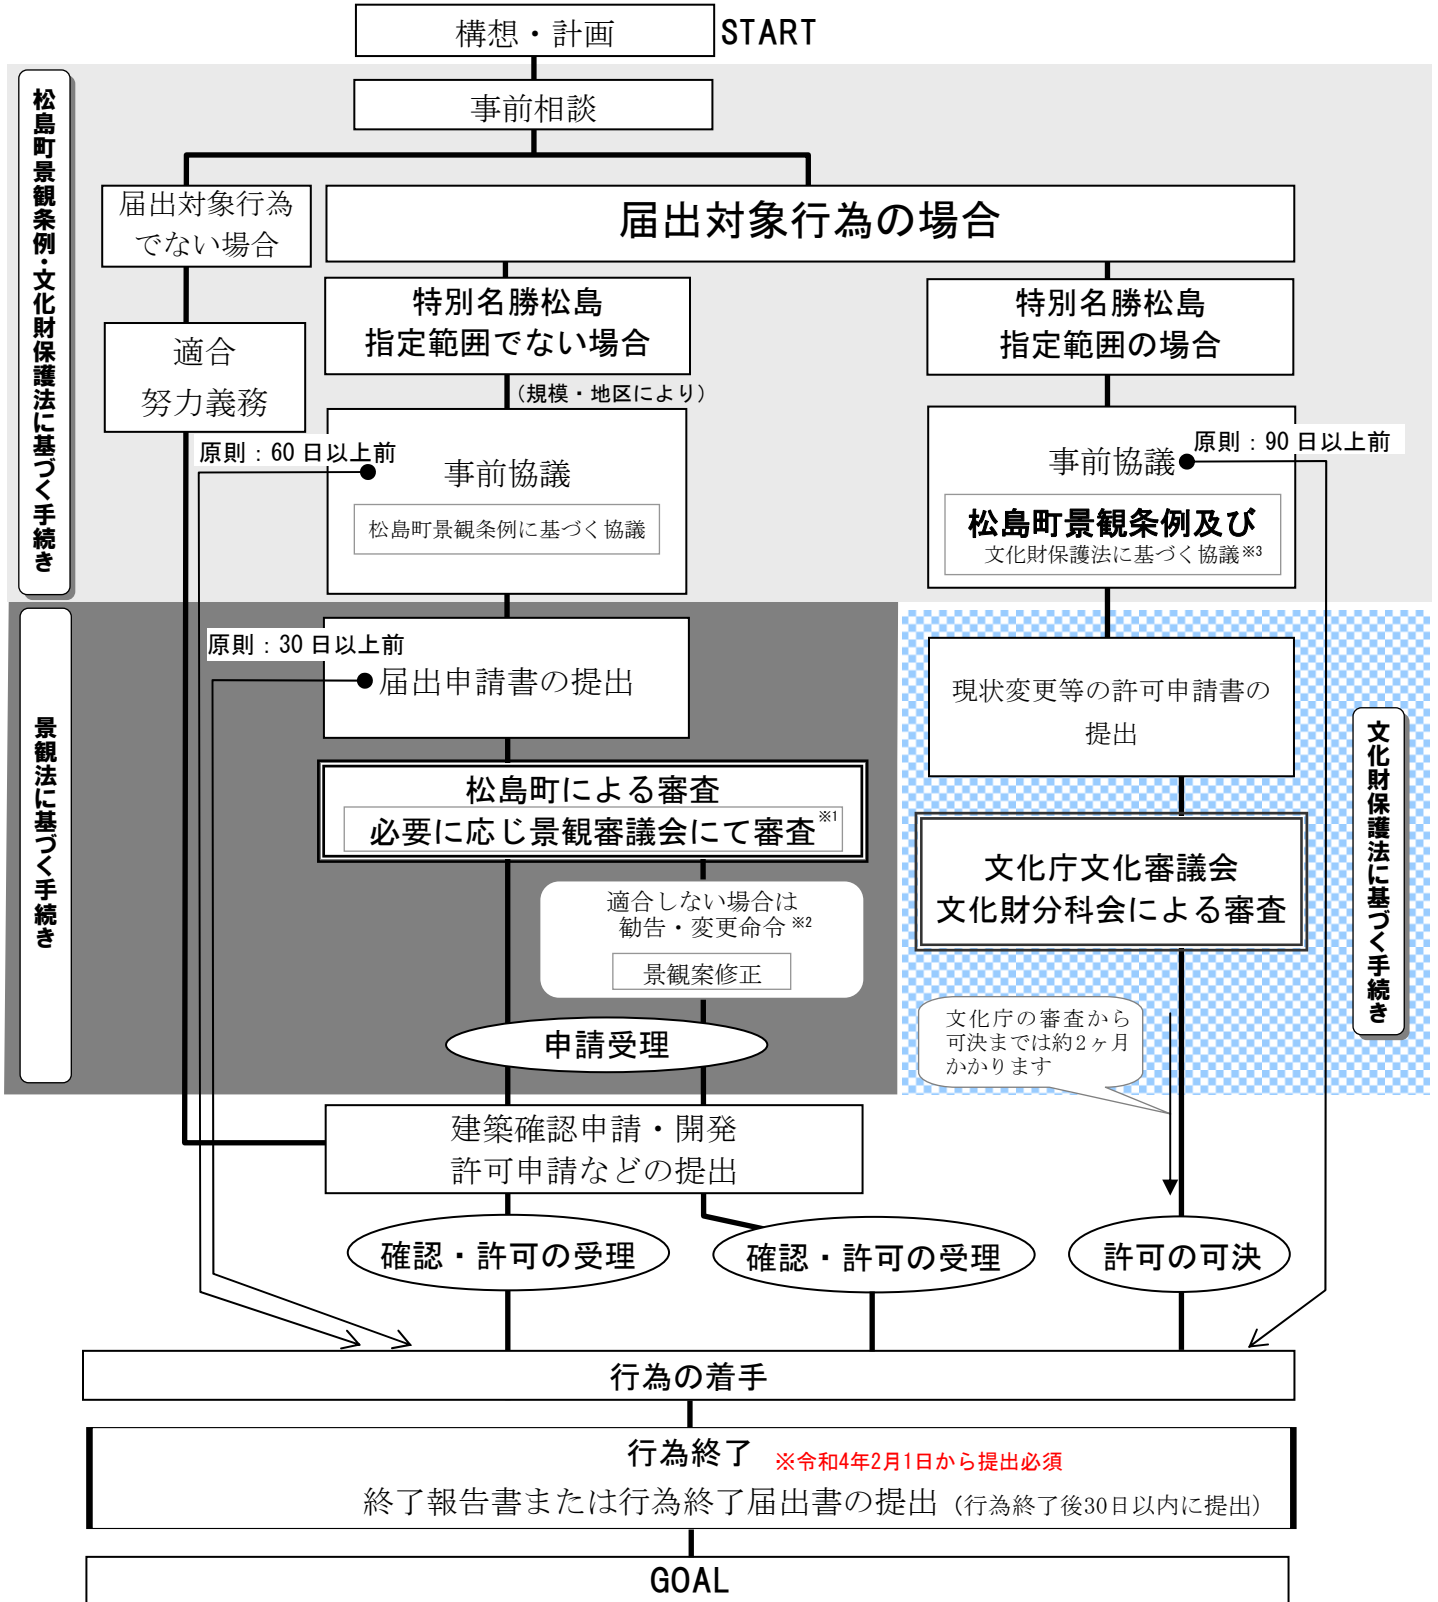 構想・計画
START
事前相談
松島町景観条例・文化財保護法に基づく手続き
届出対象行為
でない場合
届出対象行為の場合
適合
努力義務
特別名勝松島
指定範囲でない場合
特別名勝松島
指定範囲の場合
(規模・地区により)
原則：60日以上前
事前協議
松島町景観条例に基づく協議
原則：90日以上前
事前協議
松島町景観条例及び
文化財保護法に基づく協議※3
景観法に基づく手続き
原則：30日以上前
届出申請書の提出
松島町による審査
必要に応じ景観審議会にて審査※1
適合しない場合は
勧告・変更命令※2
景観案修正
申請受理
文化財保護法に基づく手続き
現状変更等の許可申請書の
提出
文化庁文化審議会
文化財分科会による審査
文化庁の審査から
可決までは約2ヶ月
かかります
建築確認申請・開発
許可申請などの提出
確認・許可の受理
確認・許可の受理
許可の可決
行為の着手
行為終了 ※令和4年2月1日から提出必須
終了報告書または行為終了届出書の提出（行為終了後30日以内に提出）
GOAL